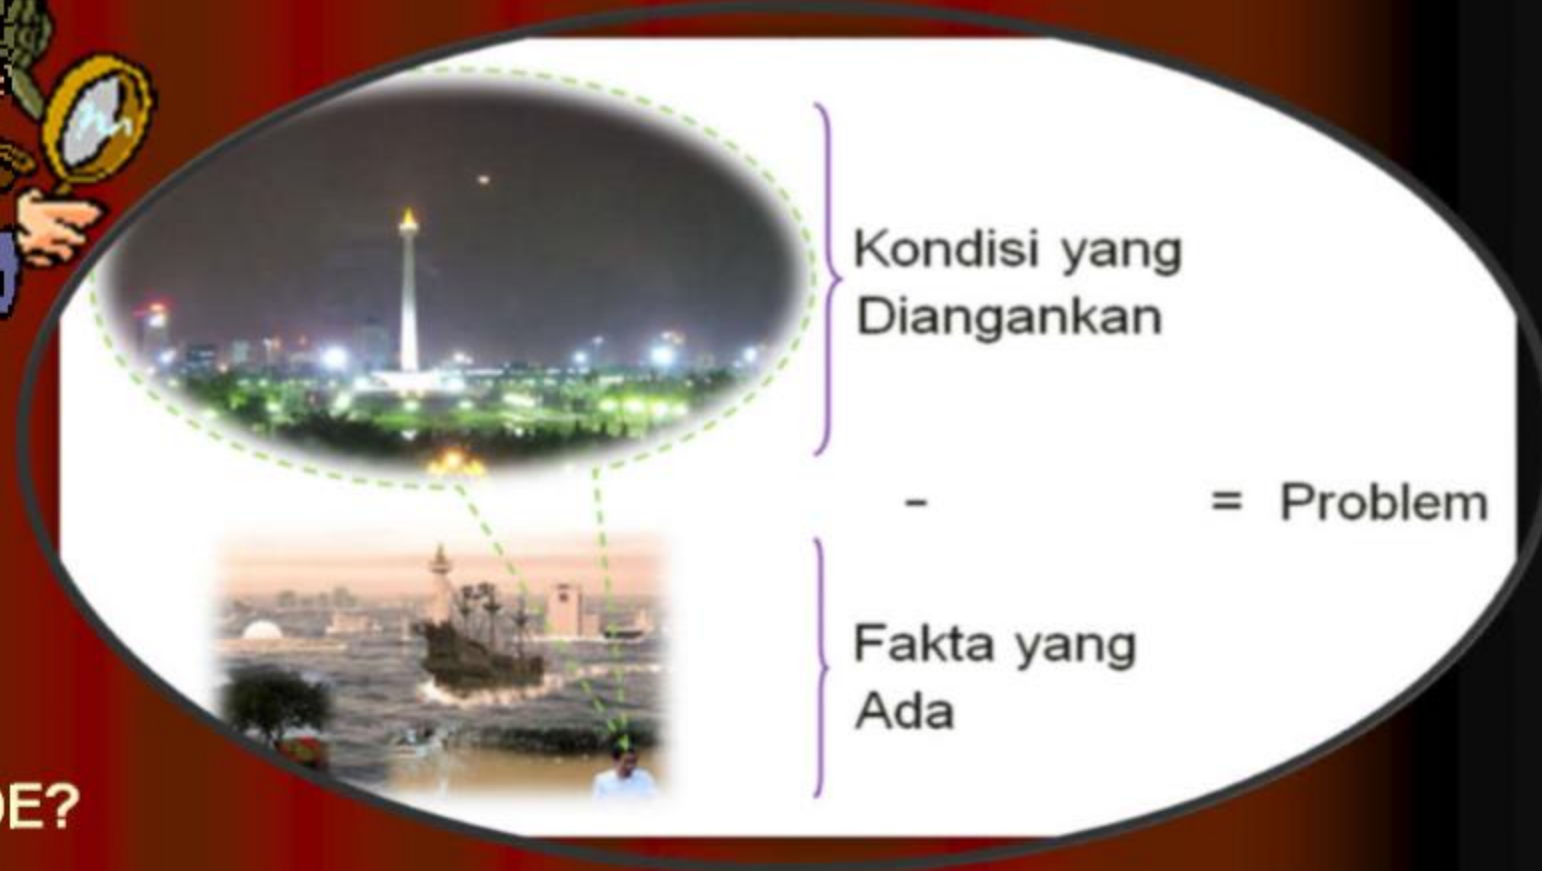 Kondisi yang
Diangankan
- = Problem
Fakta yang
Ada
E?